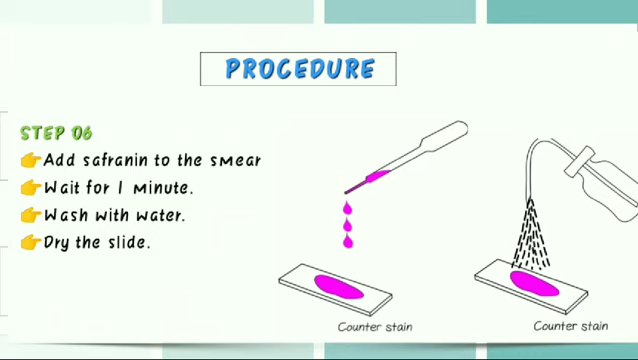 PROCEDURE
STEP 06
👉Add safranin to the smear
👉Wait for 1 minute.
👉Wash with water.
👉Dry the slide.
Counter stain
Counter stain